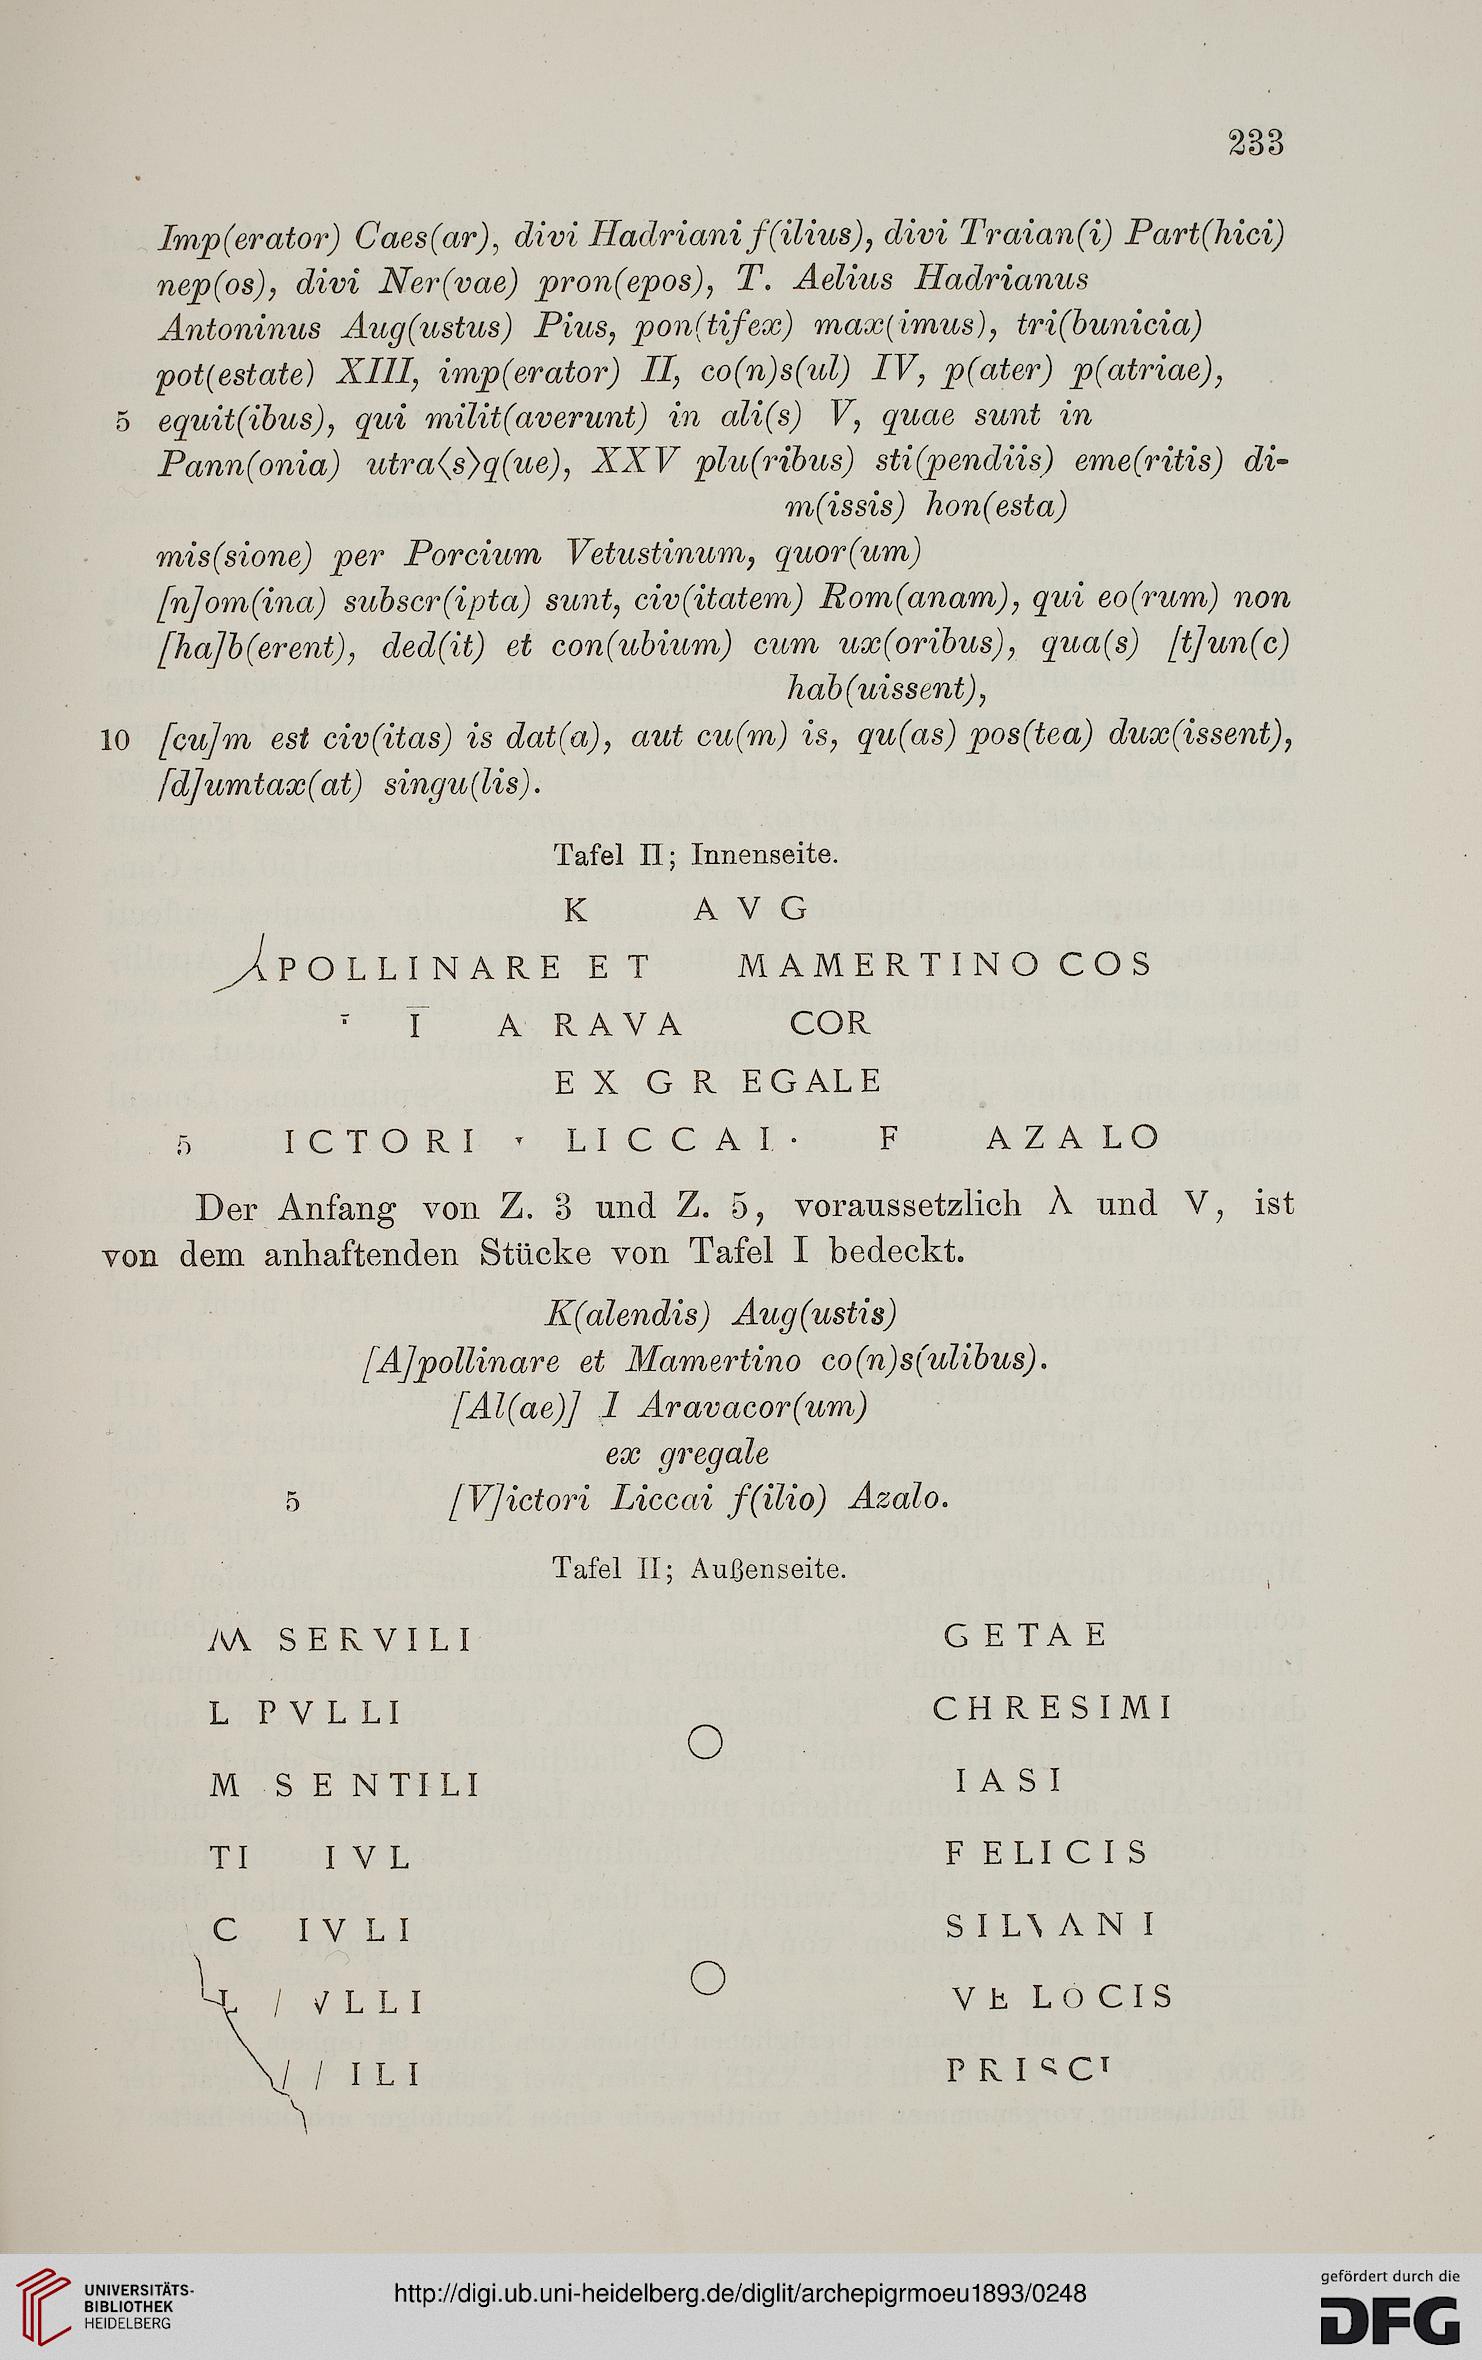 233
Imp(erator) Caes(ar), divi Hadriani f(ilius), divi Traian(i) Part(hici)
nep(os), divi Ner(vae) pron(epos), T. Aelius Hadrianus
Antoninus Aug(ustus) Pius, pon(tifex) max(imus), tri(bunicia)
pot(estate) XIII, imp(erator) II, co(n)s(ul) IV, p(ater) p(atriae),
5 equit(ibus), qui milit(averunt) in ali(s) V, quae sunt in
Pann(onia) utra<s>q(ue), XXV plu(ribus) sti(pendiis) eme(ritis) di-
m(issis) hon(esta)
mis(sione) per Porcium Vetustinum, quor(um)
[n]om(ina) subscr(ipta) sunt, civ(itatem) Rom(anam), qui eo(rum) non
[ha]b(erent), ded(it) et con(ubium) cum ux(oribus), qua(s) [t]un(c)
hab(uissent),
10 [cu]m est civ(itas) is dat(a), aut cu(m) is, qu(as) pos(tea) dux(issent),
[d]umtax(at) singu(lis).
Tafel II; Innenseite.
K AVG
APOLLINARE ET MAMERTINO COS
I ARAVA COR
EX GREGALE
5 ICTORI · LICCAI · F AZALO
Der Anfang von Z. 3 und Z. 5, voraussetzlich Λ und V, ist
von dem anhaftenden Stücke von Tafel I bedeckt.
K(alendis) Aug(ustis)
[A]pollinare et Mamertino co(n)s(ulibus).
[Al(ae)] I Aravacor(um)
ex gregale
5 [V]ictori Liccai f(ilio) Azalo.
Tafel II; Außenseite.
M SERVILI GETAE
L PVLLI CHRESIMI
M SENTILI IASI
TI IVL FELICIS
C IVLI SILVANI
L / VLLI VELOCIS
/ / ILI PRISCI
UNIVERSITÄTS-
BIBLIOTHEK
HEIDELBERG
http://digi.ub.uni-heidelberg.de/diglit/archepigrmoeu1893/0248
gefördert durch die
DFG